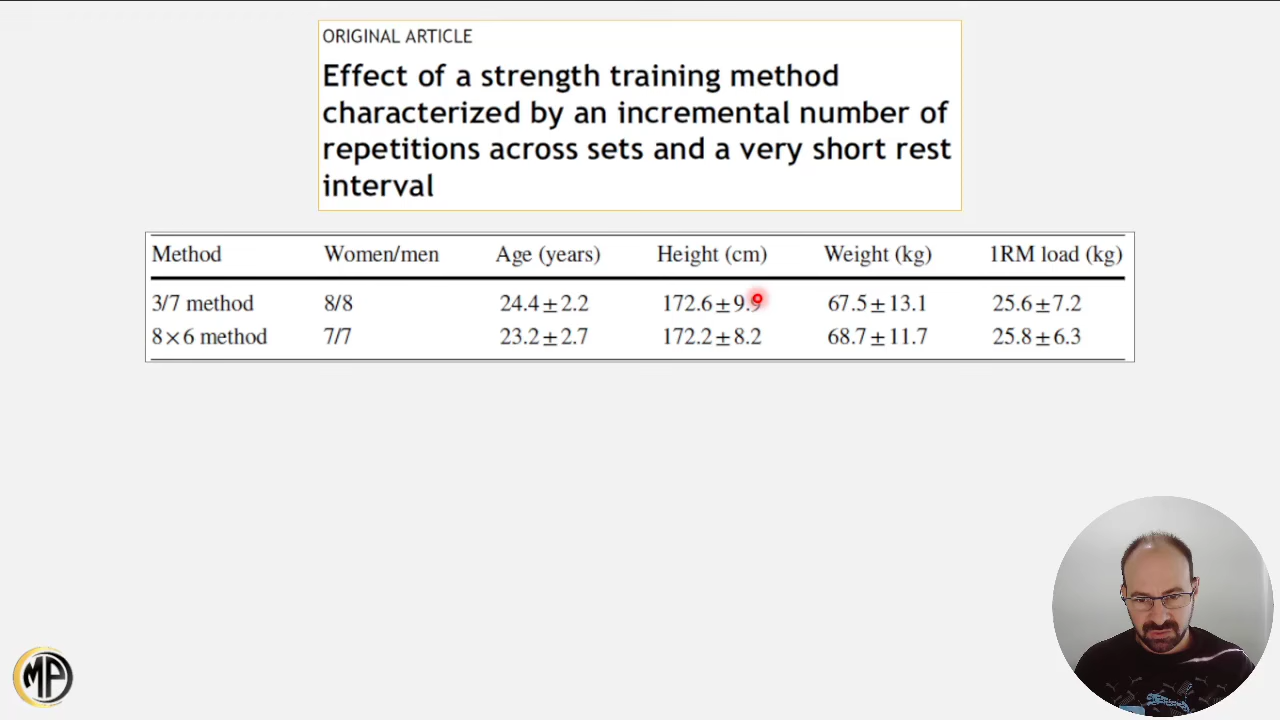 ORIGINAL ARTICLE
Effect of a strength training method
characterized by an incremental number of
repetitions across sets and a very short rest
interval
Method Women/men Age (years) Height (cm) Weight (kg) 1RM load (kg)
3/7 method 8/8 24.4±2.2 172.6±9.9 67.5±13.1 25.6±7.2
8×6 method 7/7 23.2±2.7 172.2±8.2 68.7±11.7 25.8±6.3
MP